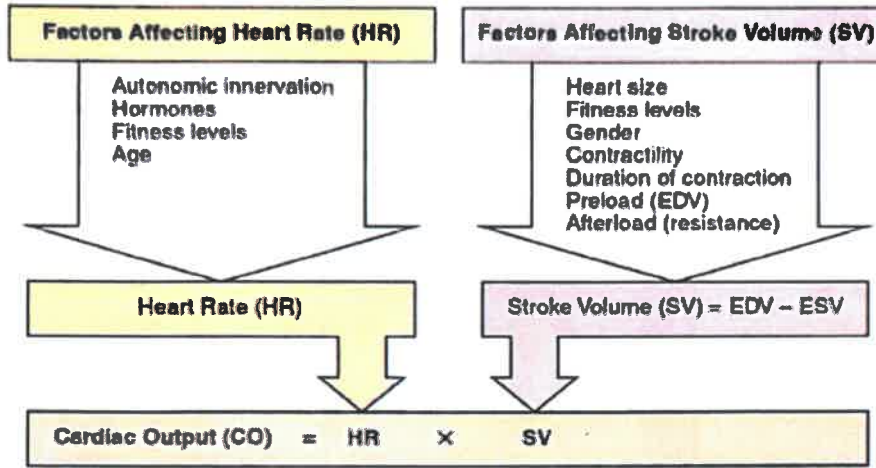 Factors Affecting Heart Rate (HR)
Autonomic innervation
Hormones
Fitness levels
Age
Factors Affecting Stroke Volume (SV)
Heart size
Fitness levels
Gender
Contractility
Duration of contraction
Preload (EDV)
Afterload (resistance)
Heart Rate (HR)
Stroke Volume (SV) = EDV – ESV
Cardiac Output (CO) = HR × SV